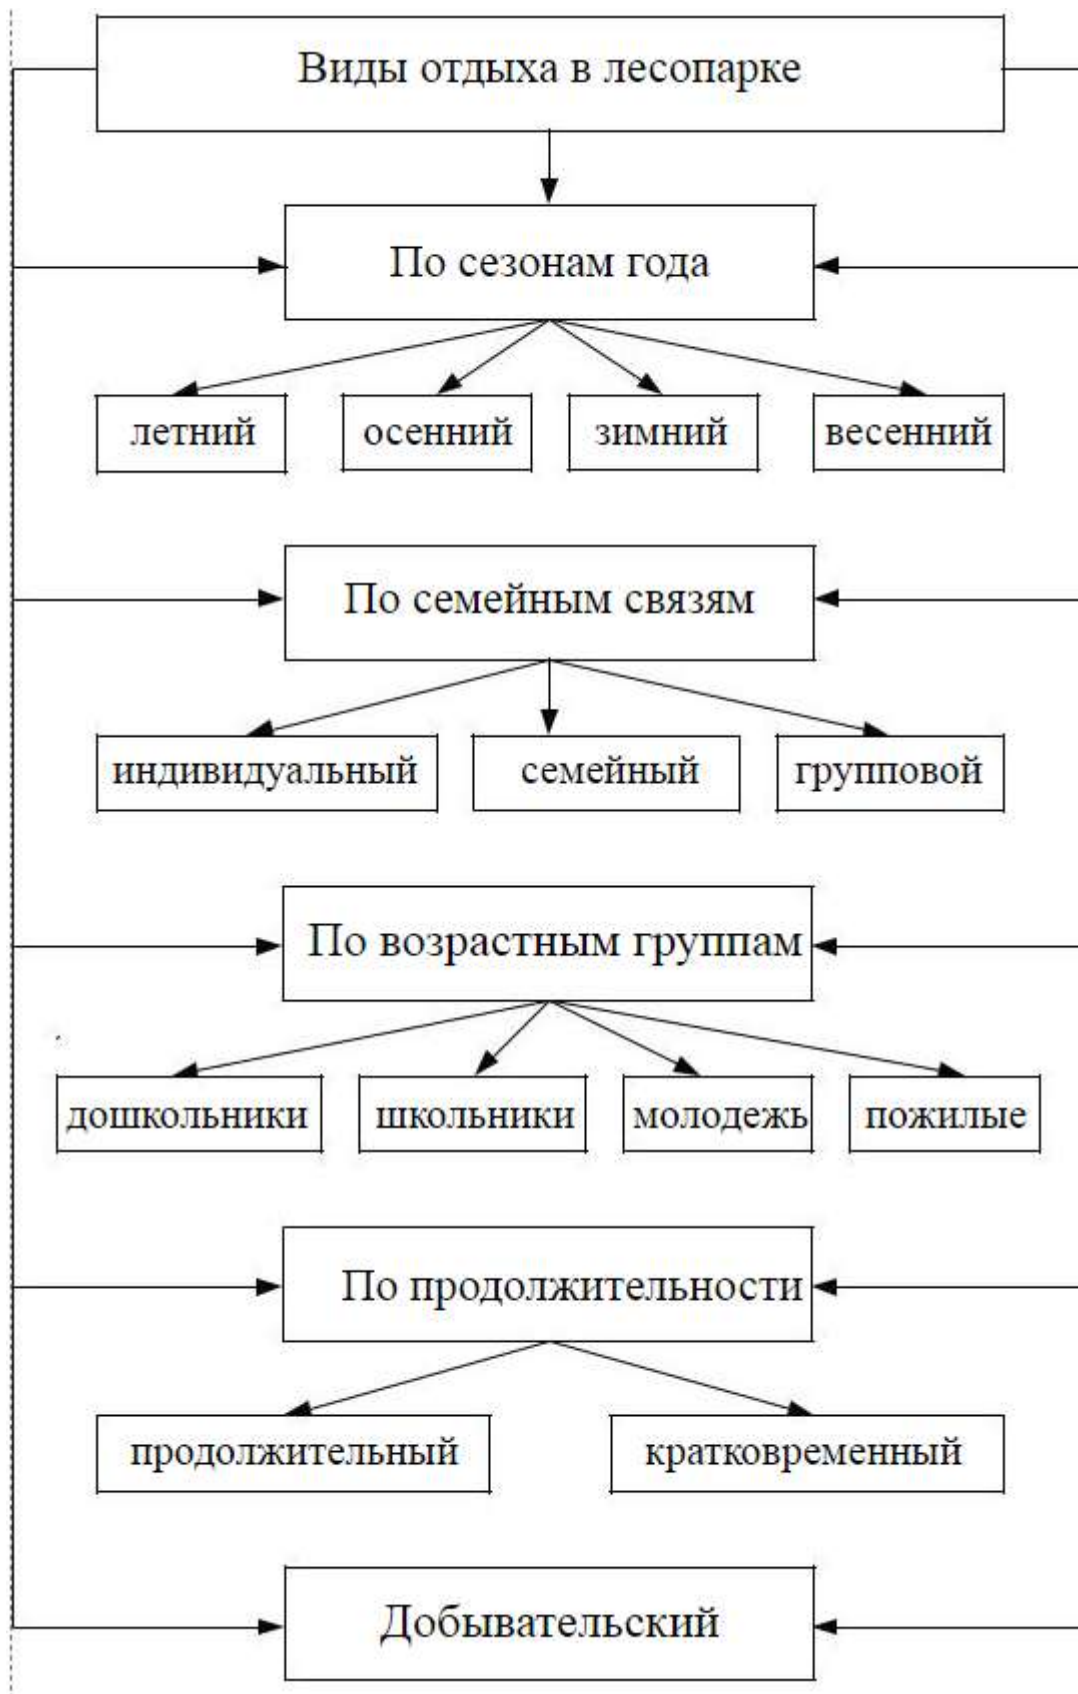 Виды отдыха в лесопарке
По сезонам года
летний осенний зимний весенний
По семейным связям
индивидуальный семейный групповой
По возрастным группам
дошкольники школьники молодежь пожилые
По продолжительности
продолжительный кратковременный
Добывательский